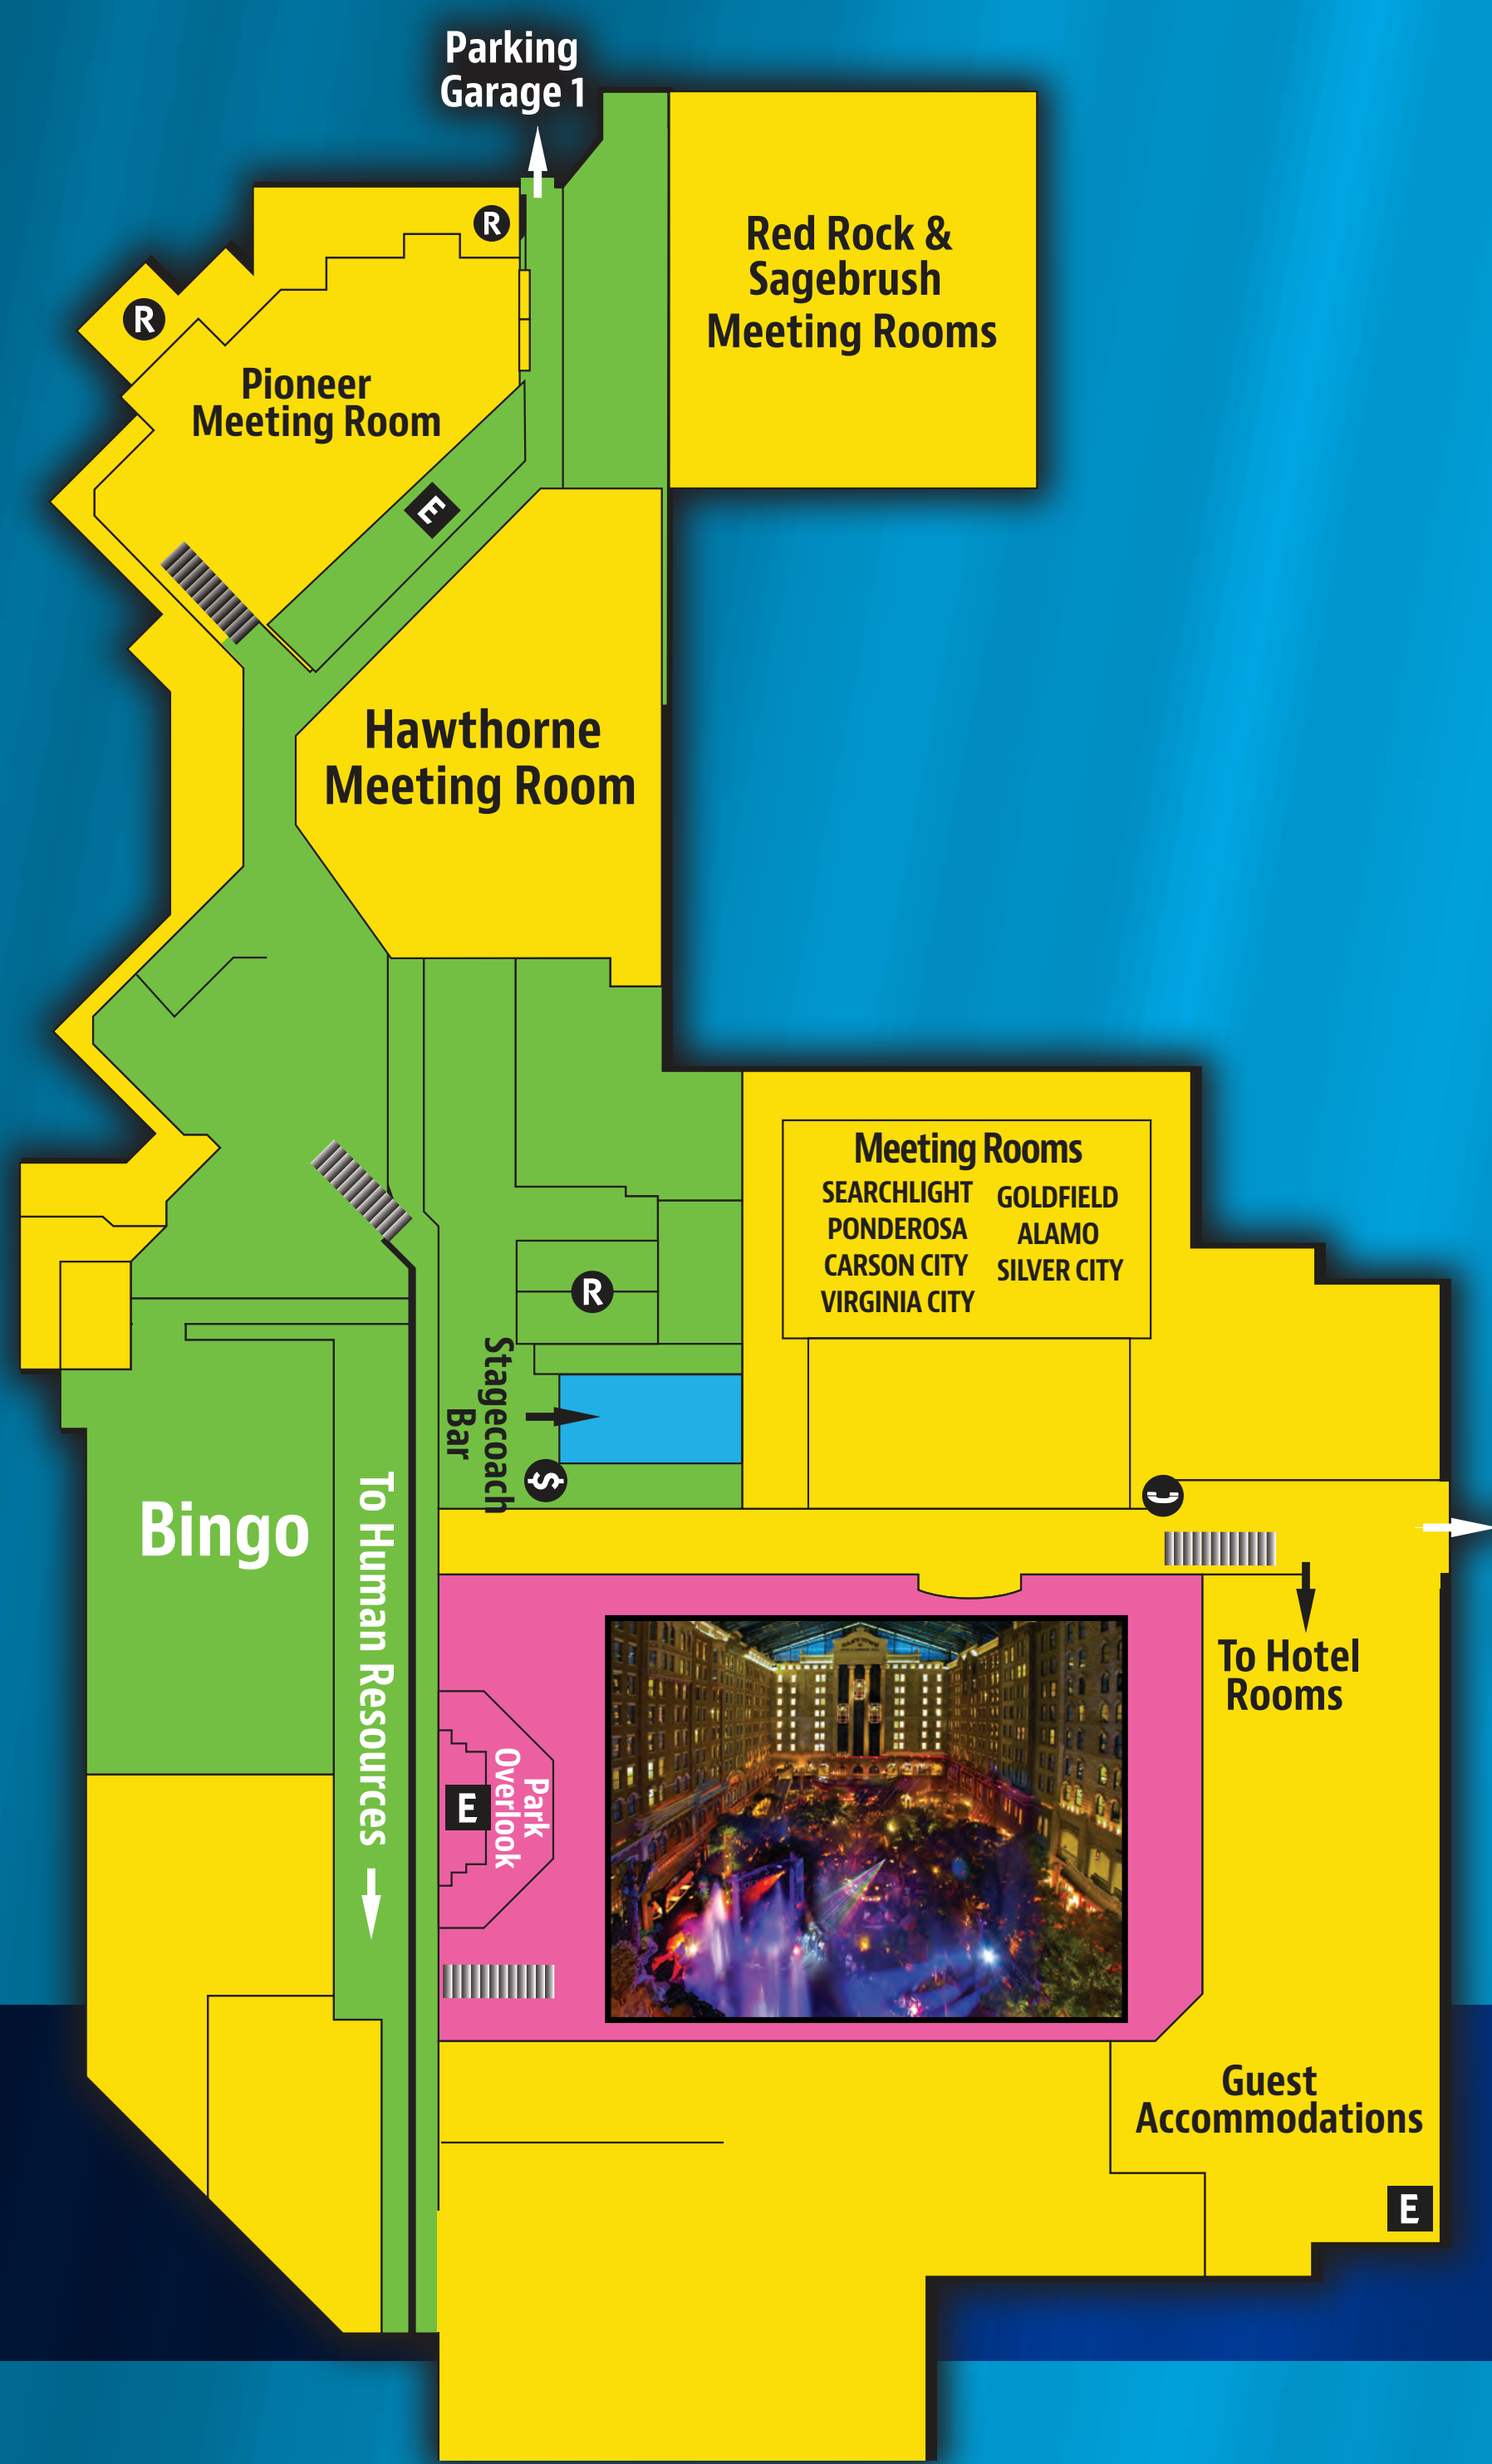 Parking
Garage 1
R
Red Rock &
Sagebrush
Meeting Rooms
R
Pioneer
Meeting Room
E
Hawthorne
Meeting Room
Meeting Rooms
SEARCHLIGHT
PONDEROSA
CARSON CITY
VIRGINIA CITY
GOLDFIELD
ALAMO
SILVER CITY
R
Stagecoach
Bar
$
Bingo
To Human Resources
To Hotel
Rooms
Park
Overlook
E
Guest
Accommodations
E